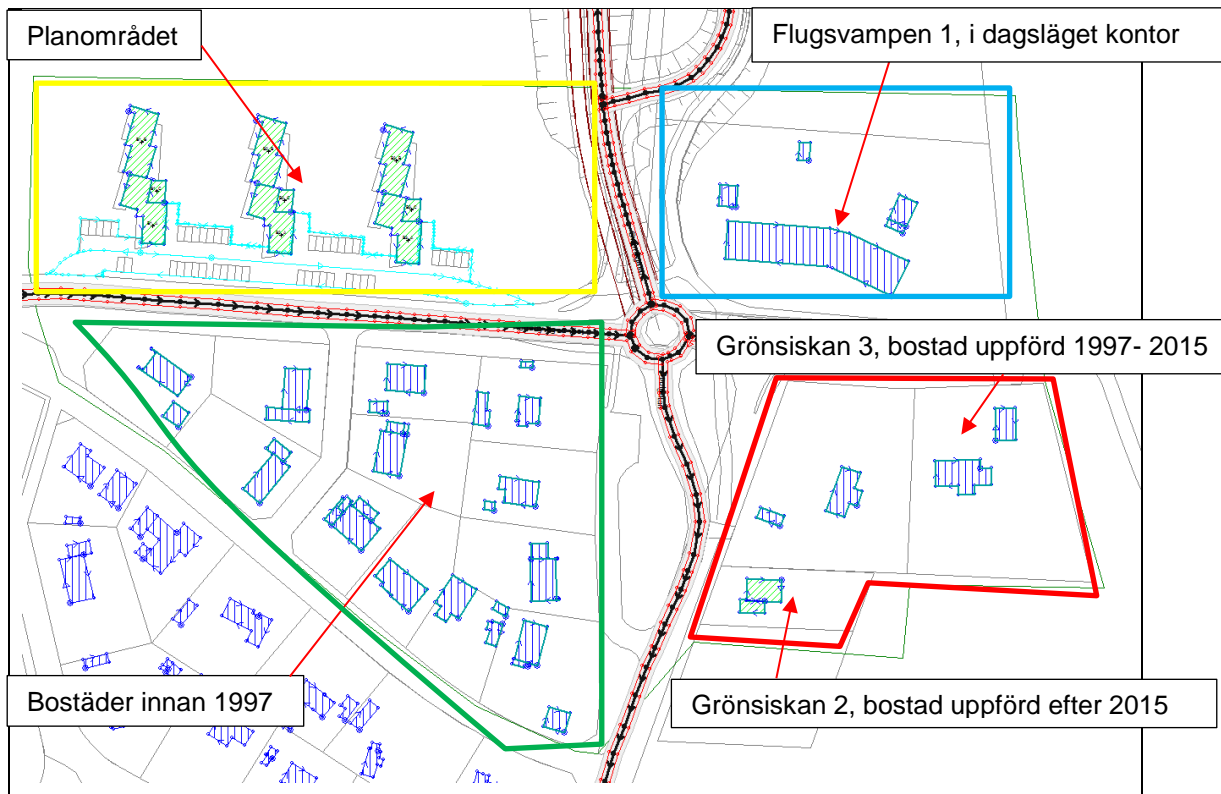 Planområdet
Flugsvampen 1, i dagsläget kontor
Grönsiskan 3, bostad uppförd 1997- 2015
Bostäder innan 1997
Grönsiskan 2, bostad uppförd efter 2015